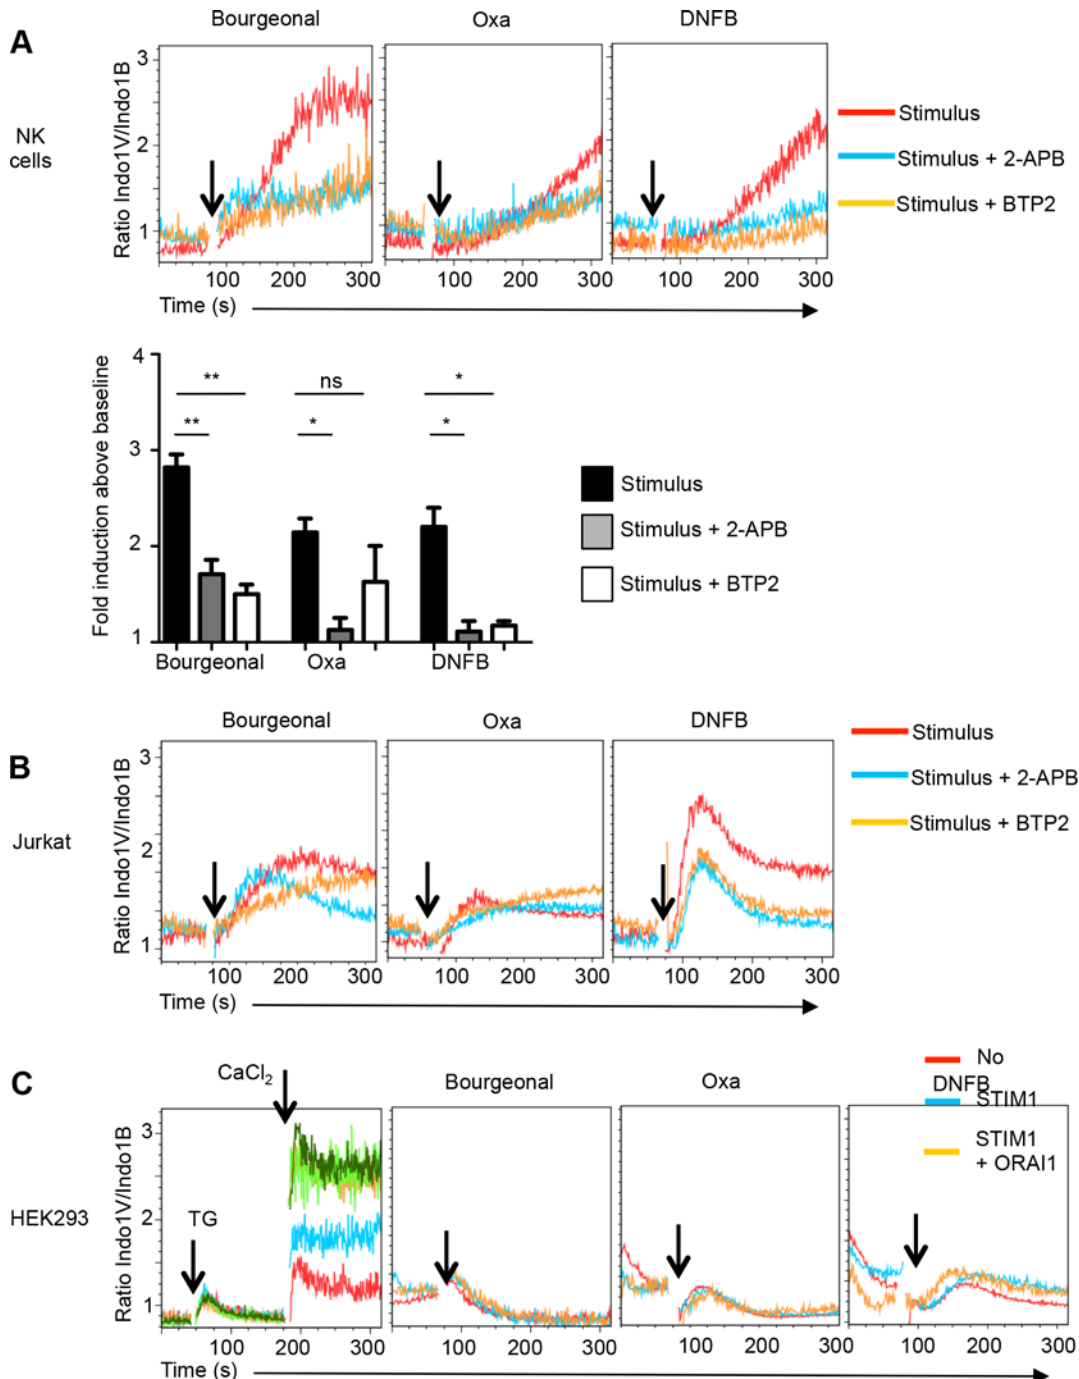 A
Bourgeonal
Oxa
DNFB
NK
cells
Ratio Indo1V/Indo1B
3
2
1
100 200 300
100 200 300
100 200 300
Time (s)
Stimulus
Stimulus + 2-APB
Stimulus + BTP2
Fold induction above baseline
4
3
2
1
** ns *
** * *
Bourgeonal Oxa DNFB
Stimulus
Stimulus + 2-APB
Stimulus + BTP2
B
Bourgeonal
Oxa
DNFB
Jurkat
Ratio Indo1V/Indo1B
3
2
1
100 200 300
100 200 300
100 200 300
Time (s)
Stimulus
Stimulus + 2-APB
Stimulus + BTP2
C
CaCl2
Bourgeonal
Oxa
DNFB
No
STIM1
STIM1
+ ORAI1
HEK293
Ratio Indo1V/Indo1B
3
2
1
TG
100 200 300
100 200 300
100 200 300
100 200 300
Time (s)